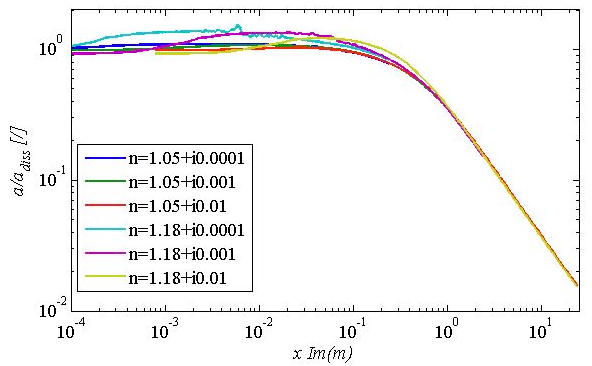 10^0
10^-1
10^-2
a/a_diss [/]
n=1.05+i0.0001
n=1.05+i0.001
n=1.05+i0.01
n=1.18+i0.0001
n=1.18+i0.001
n=1.18+i0.01
10^-4 10^-3 10^-2 10^-1 10^0 10^1
x Im(m)